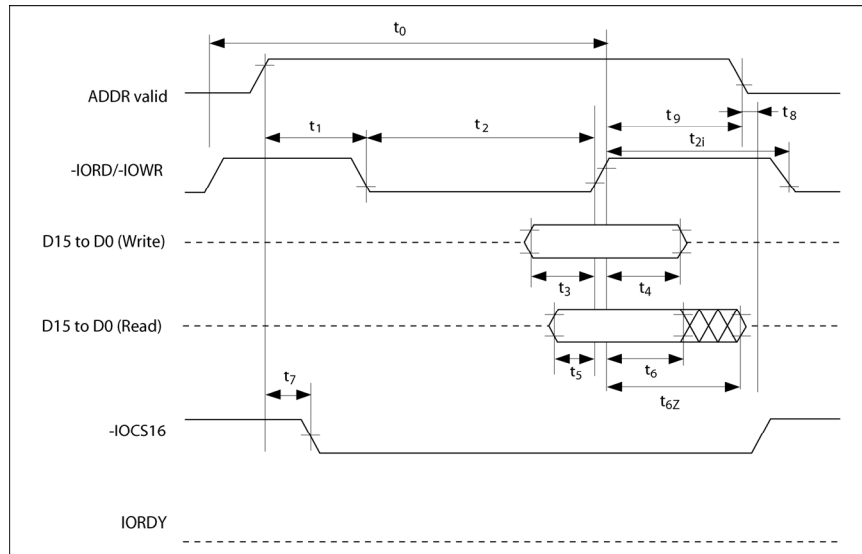 t0
ADDR valid
t9
t8
t1
t2
t2i
-IORD/-IOWR
D15 to D0 (Write)
t3
t4
D15 to D0 (Read)
t5
t6
t7
t6Z
-IOCS16
IORDY